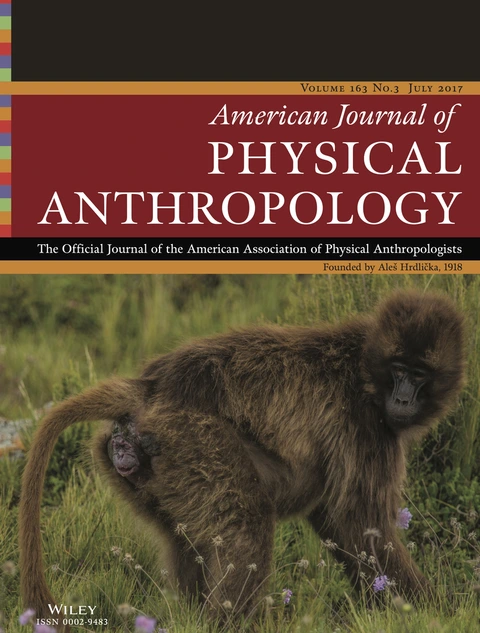 Volume 163 No.3 July 2017
American Journal of
PHYSICAL
ANTHROPOLOGY
The Official Journal of the American Association of Physical Anthropologists
Founded by Aleš Hrdlička, 1918
WILEY
ISSN 0002-9483